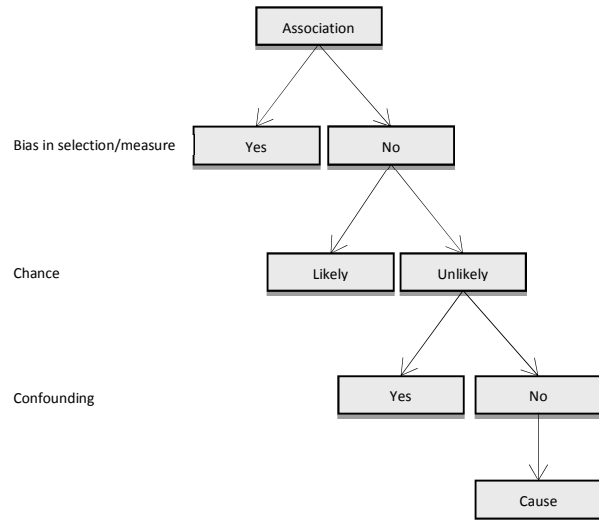 Association
Bias in selection/measure
Yes
No
Chance
Likely
Unlikely
Confounding
Yes
No
Cause